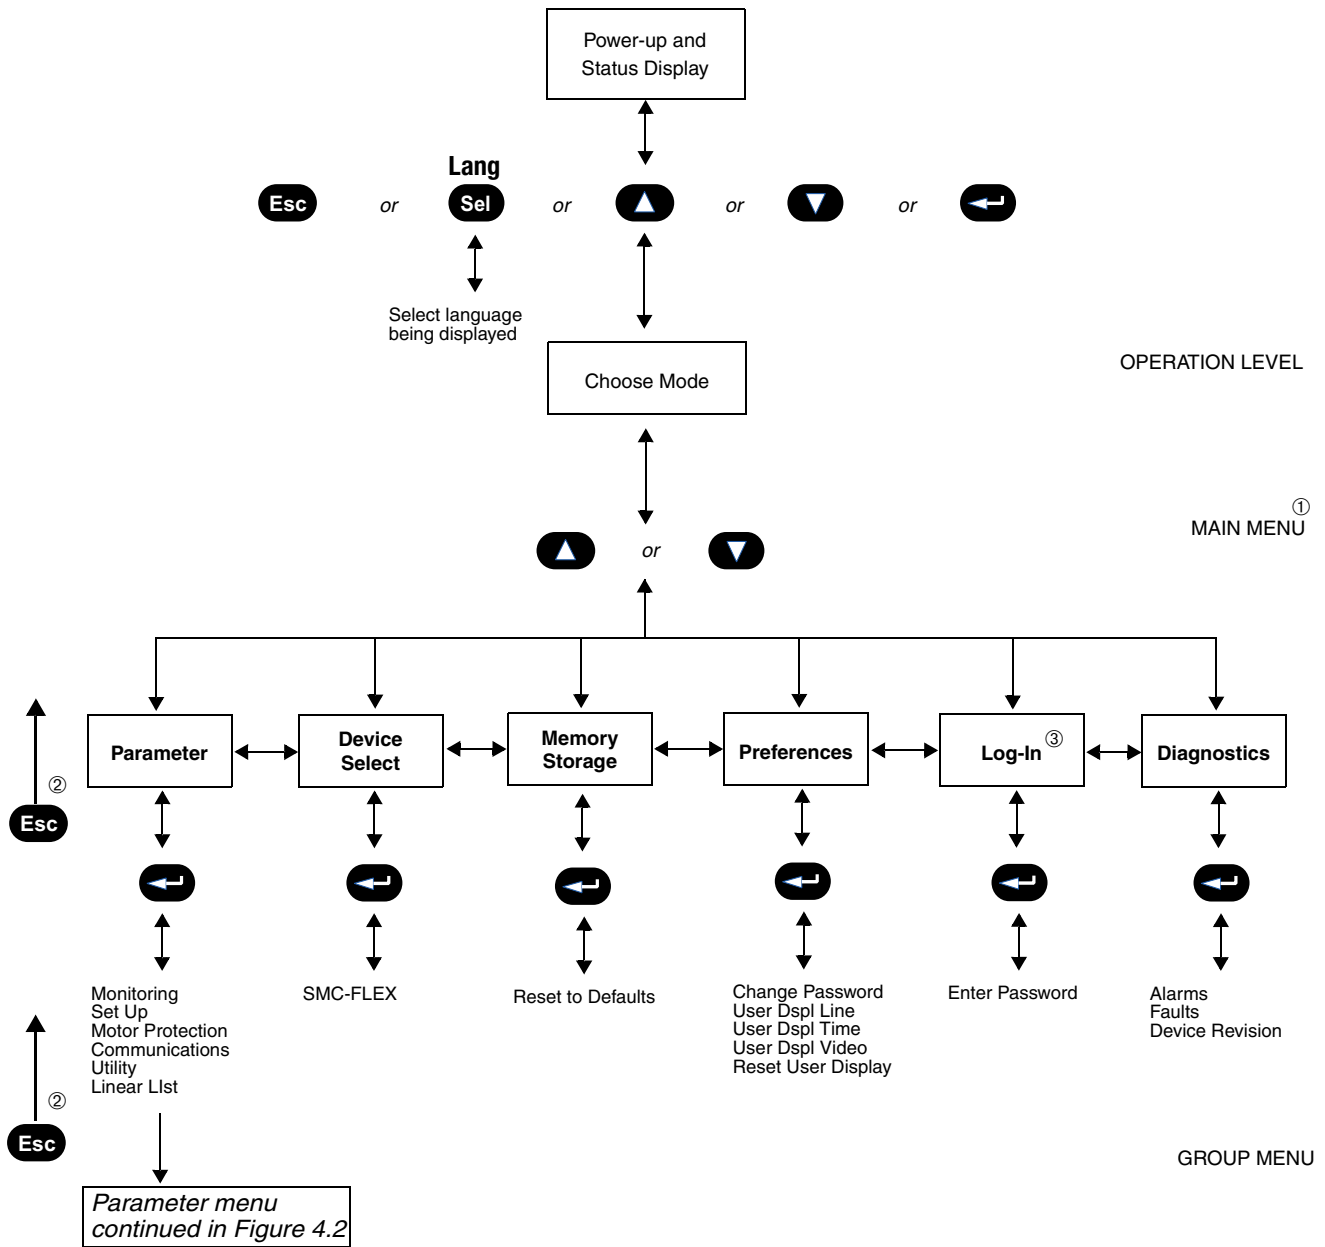 Power-up and
Status Display
Lang
Esc or Sel or or or
Select language
being displayed
Choose Mode
OPERATION LEVEL
①
MAIN MENU
or
Parameter
Device
Select
Memory
Storage
Preferences
Log-In ③
Diagnostics
②
Esc
Monitoring
Set Up
Motor Protection
Communications
Utility
Linear LIst
SMC-FLEX
Reset to Defaults
Change Password
User Dspl Line
User Dspl Time
User Dspl Video
Reset User Display
Enter Password
Alarms
Faults
Device Revision
②
Esc
GROUP MENU
Parameter menu
continued in Figure 4.2